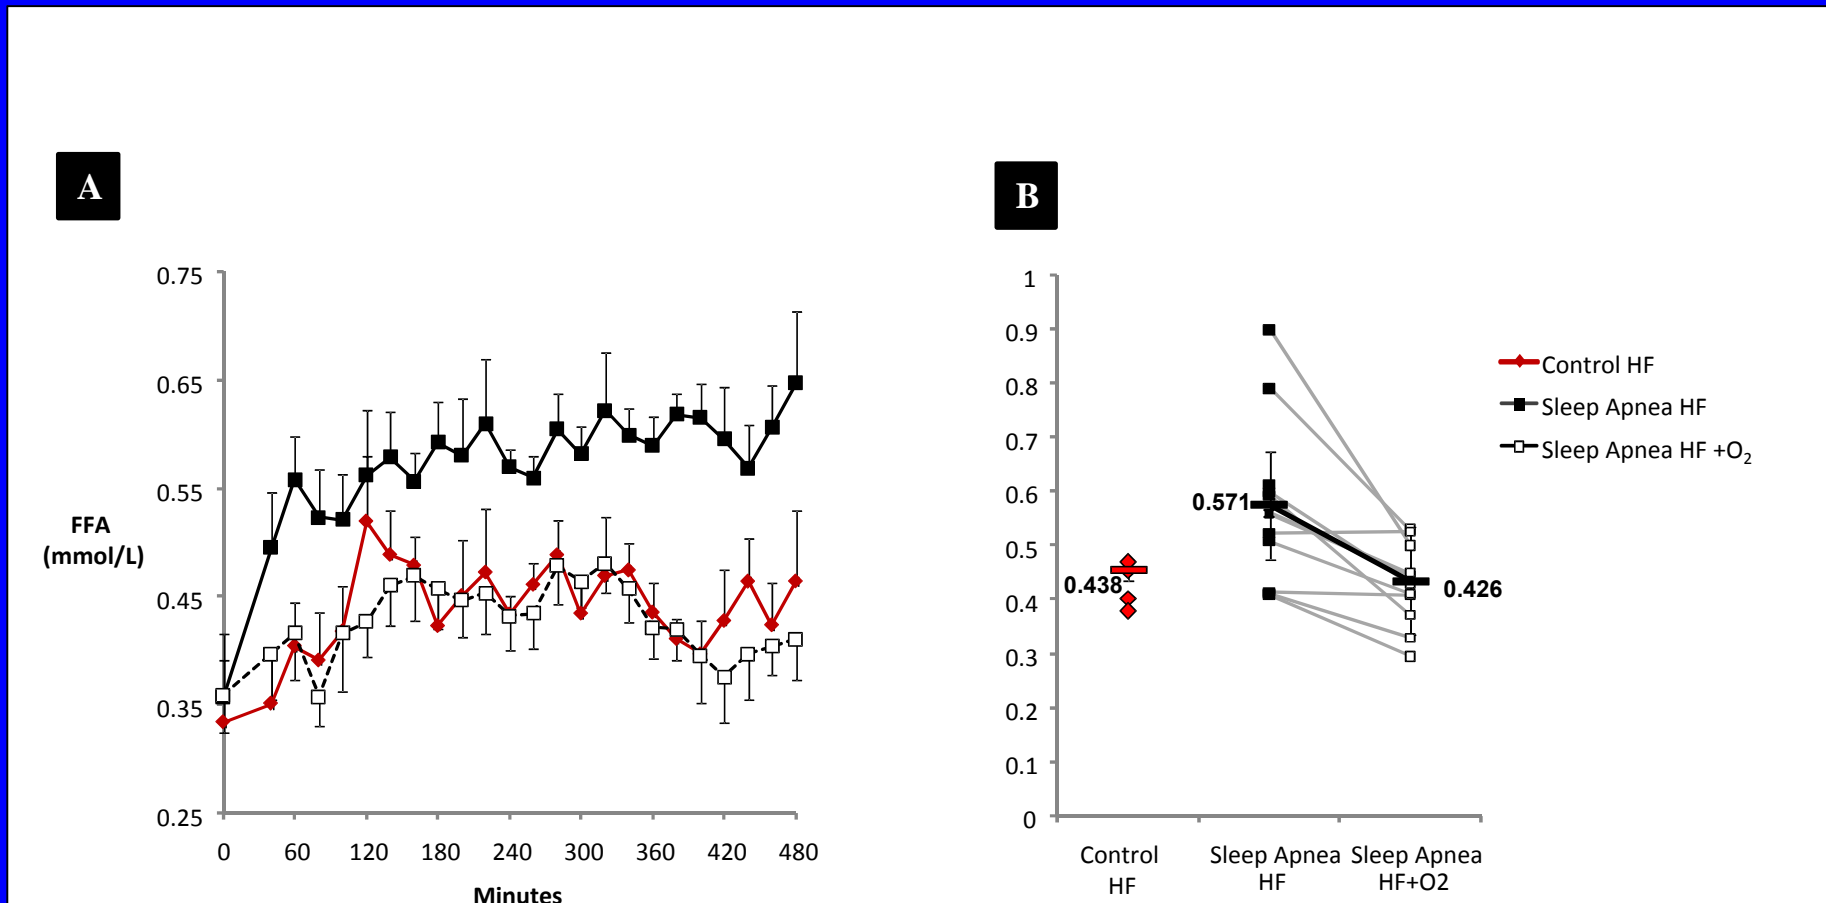 A
B
0.75
0.65
0.55
0.45
0.35
0.25
FFA
(mmol/L)
0 60 120 180 240 300 360 420 480
Minutes
1
0.9
0.8
0.7
0.6
0.5
0.4
0.3
0.2
0.1
0
0.438
0.571
0.426
Control
HF
Sleep Apnea
HF
Sleep Apnea
HF+O2
Control HF
Sleep Apnea HF
Sleep Apnea HF +O₂